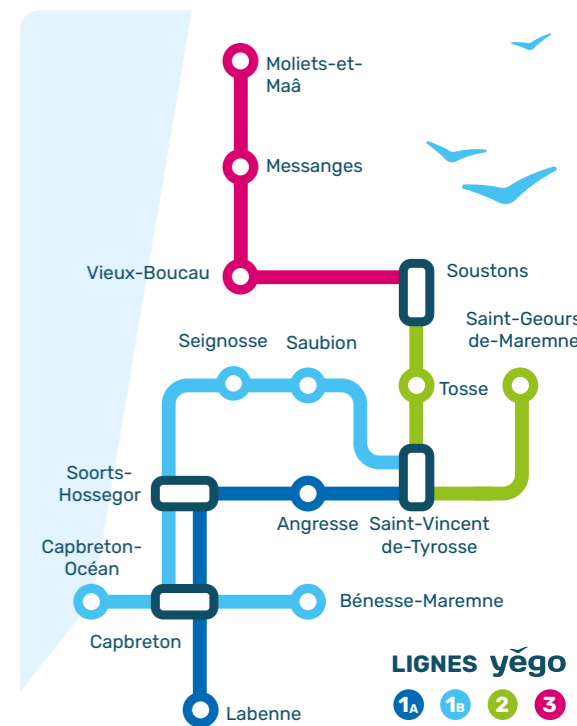 Moliets-et-
Maâ
Messanges
Vieux-Boucau
Soustons
Saint-Geours
de-Maremne
Seignosse
Saubion
Tosse
Soorts-
Hossegor
Angresse
Saint-Vincent
de-Tyrosse
Capbreton-
Océan
Bénesse-Maremne
Capbreton
LIGNES yégo
Labenne
1A 1B 2 3